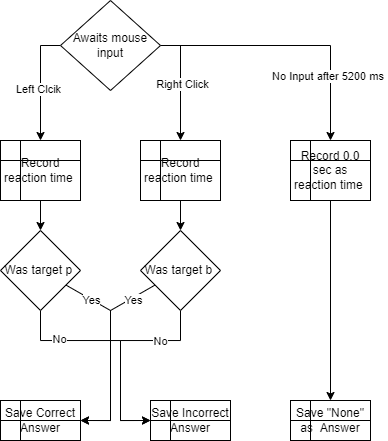 Awaits mouse
input
Left Clcik
Right Click
No Input after 5200 ms
Record
reaction time
Record
reaction time
Record 0.0
sec as
reaction time
Was target p
Was target b
Yes
Yes
No
No
Save Correct
Answer
Save Incorrect
Answer
Save "None"
as Answer